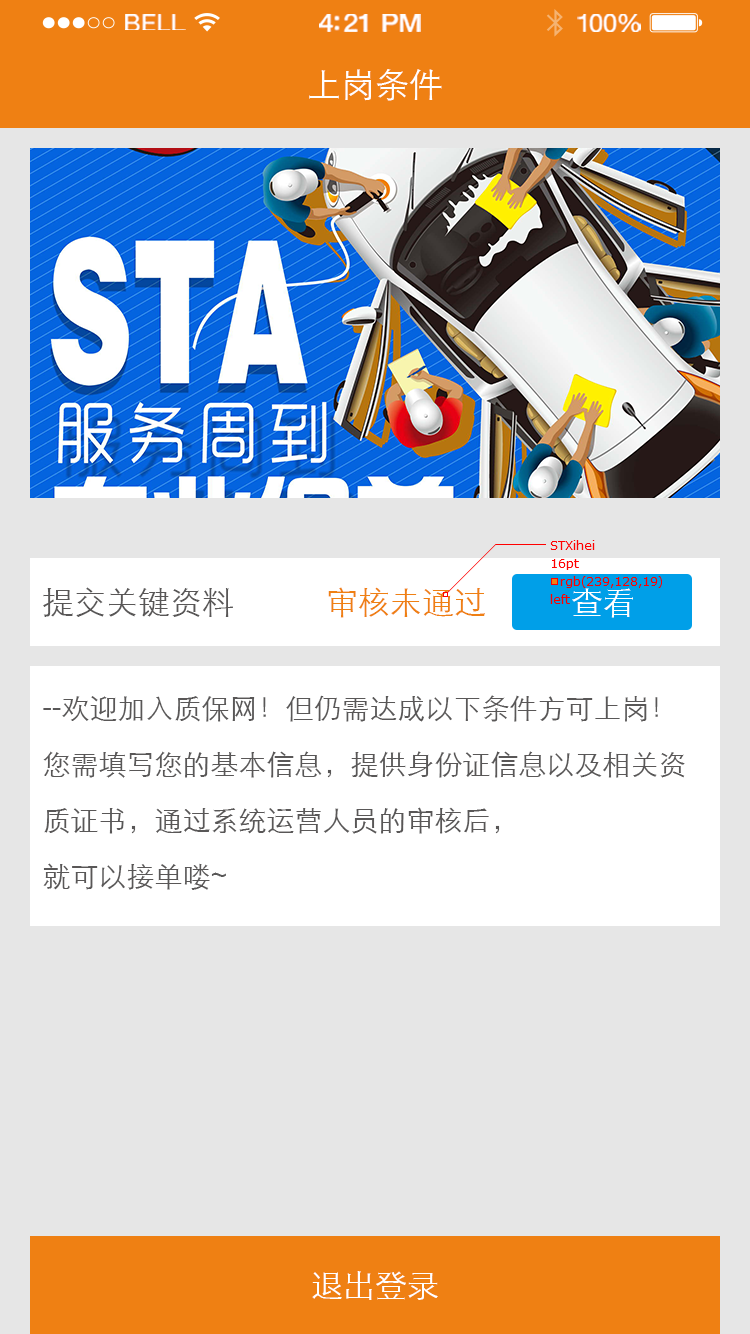 BELL
4:21 PM
100%
上岗条件
STA
服务周到
提交关键资料
审核未通过
查看
STXihei
16pt
rgb(239,128,19)
left
--欢迎加入质保网！但仍需达成以下条件方可上岗！
您需填写您的基本信息，提供身份证信息以及相关资
质证书，通过系统运营人员的审核后，
就可以接单喽~
退出登录